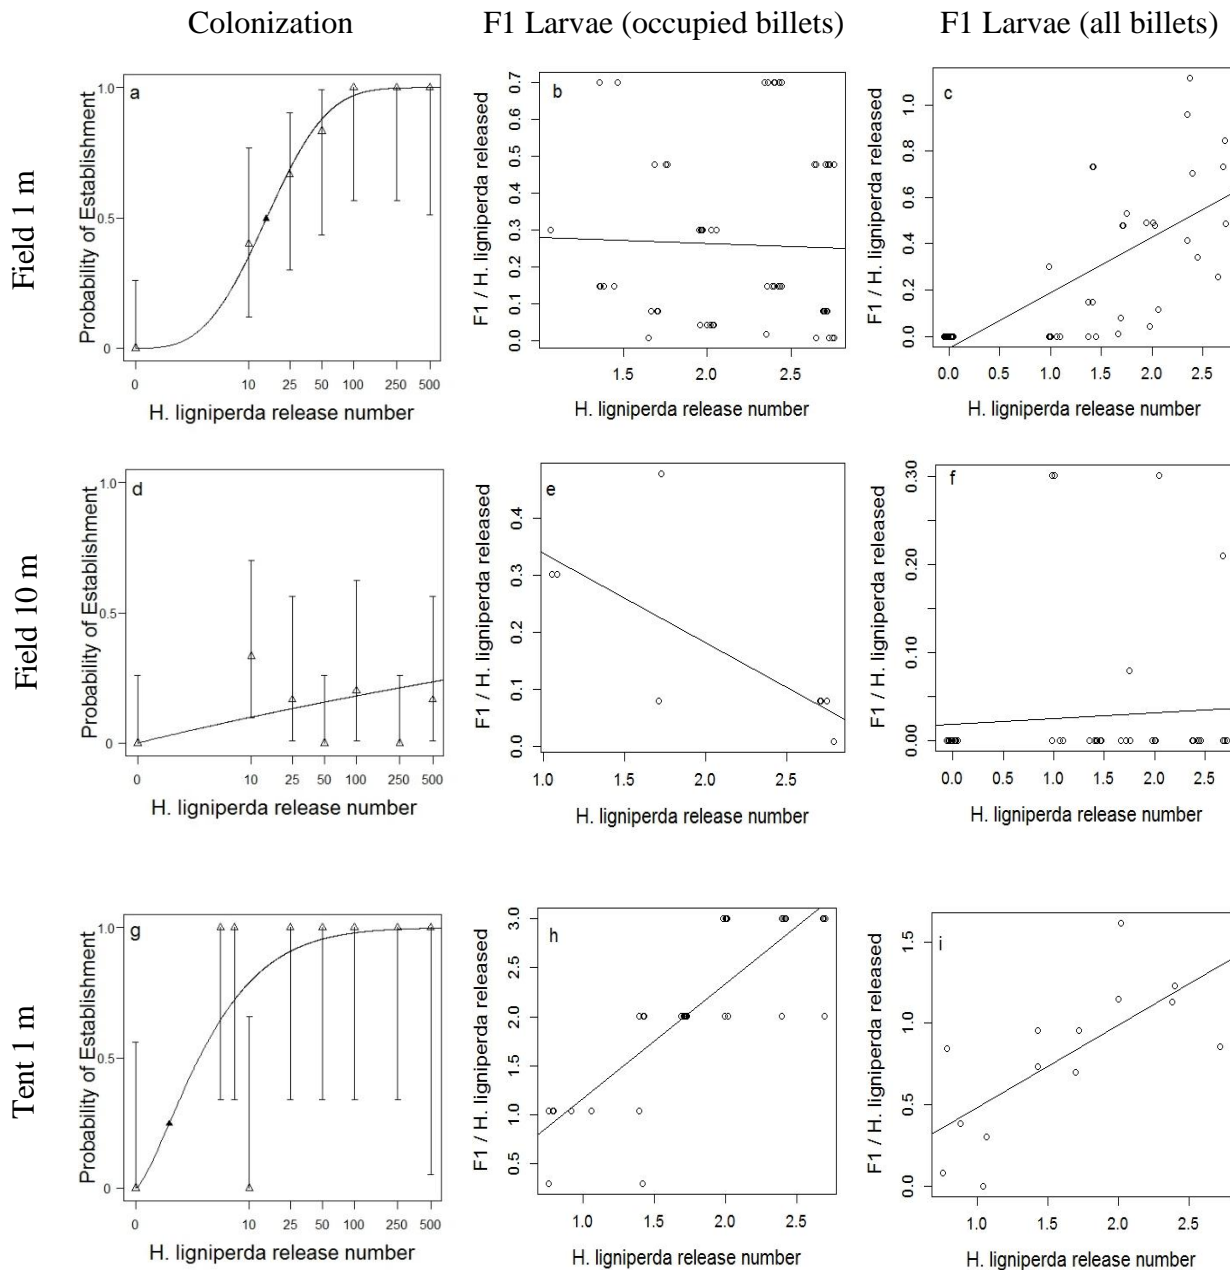 Colonization
F1 Larvae (occupied billets)
F1 Larvae (all billets)
Field 1 m
a
Probability of Establishment
1.0
0.5
0
0 10 25 50 100 250 500
H. ligniperda release number
b
F1 / H. ligniperda released
0.7
0.6
0.5
0.4
0.3
0.2
0.1
0.0
1.5 2.0 2.5
H. ligniperda release number
c
F1 / H. ligniperda released
1.0
0.8
0.6
0.4
0.2
0.0
0.0 0.5 1.0 1.5 2.0 2.5
H. ligniperda release number
Field 10 m
d
Probability of Establishment
1.0
0.5
0
0 10 25 50 100 250 500
H. ligniperda release number
e
F1 / H. ligniperda released
0.4
0.3
0.2
0.1
0.0
1.0 1.5 2.0 2.5
H. ligniperda release number
f
F1 / H. ligniperda released
0.30
0.20
0.10
0.00
0.0 0.5 1.0 1.5 2.0 2.5
H. ligniperda release number
Tent 1 m
g
Probability of Establishment
1.0
0.5
0
0 10 25 50 100 250 500
H. ligniperda release number
h
F1 / H. ligniperda released
3.0
2.5
2.0
1.5
1.0
0.5
1.0 1.5 2.0 2.5
H. ligniperda release number
i
F1 / H. ligniperda released
1.5
1.0
0.5
0.0
1.0 1.5 2.0 2.5
H. ligniperda release number